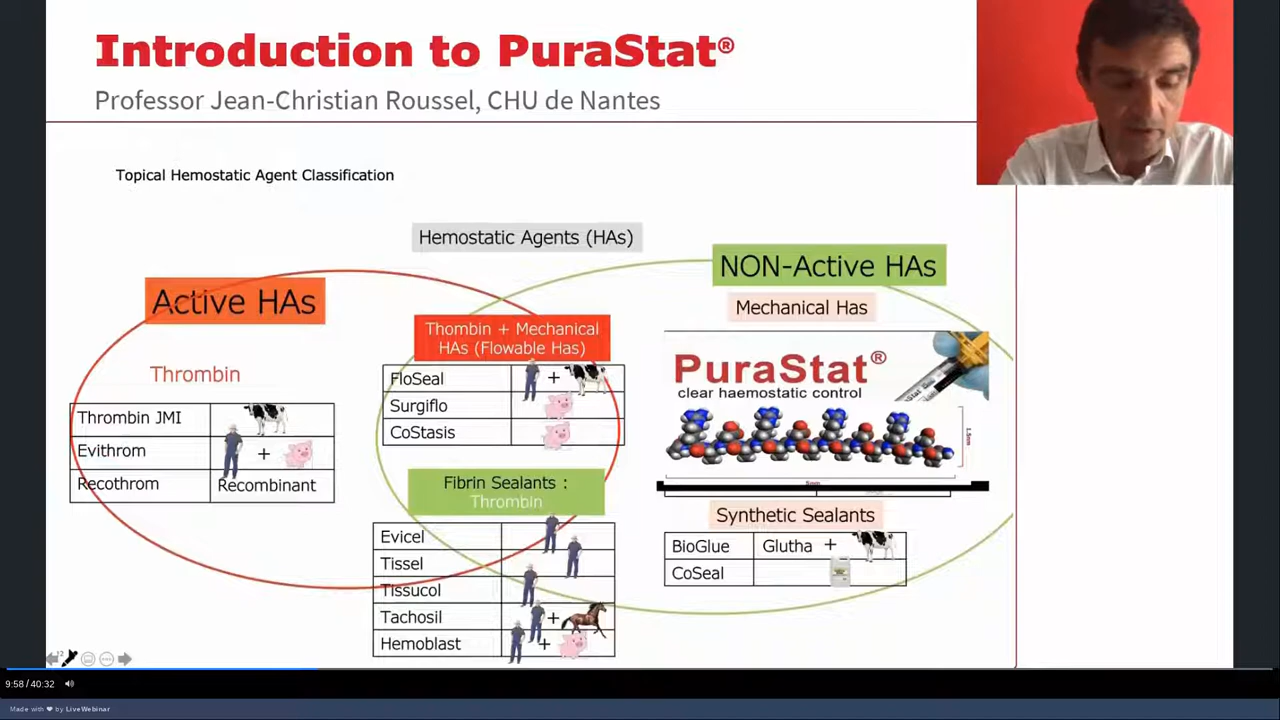 Introduction to PuraStat®
Professor Jean-Christian Roussel, CHU de Nantes
Topical Hemostatic Agent Classification
Hemostatic Agents (HAs)
Active HAs
Thrombin
Thrombin JMI
Evithrom
+
Recothrom
Recombinant
Thombin + Mechanical
HAs (Flowable Has)
FloSeal
+
Surgiflo
CoStasis
Fibrin Sealants :
Thrombin
Evicel
Tissel
Tissucol
Tachosil
+
Hemoblast
+
NON-Active HAs
Mechanical Has
PuraStat®
clear haemostatic control
1.5nm
5nm
Synthetic Sealants
BioGlue
Glutha +
CoSeal
9:58 / 40:32
Made with ❤ by LiveWebinar